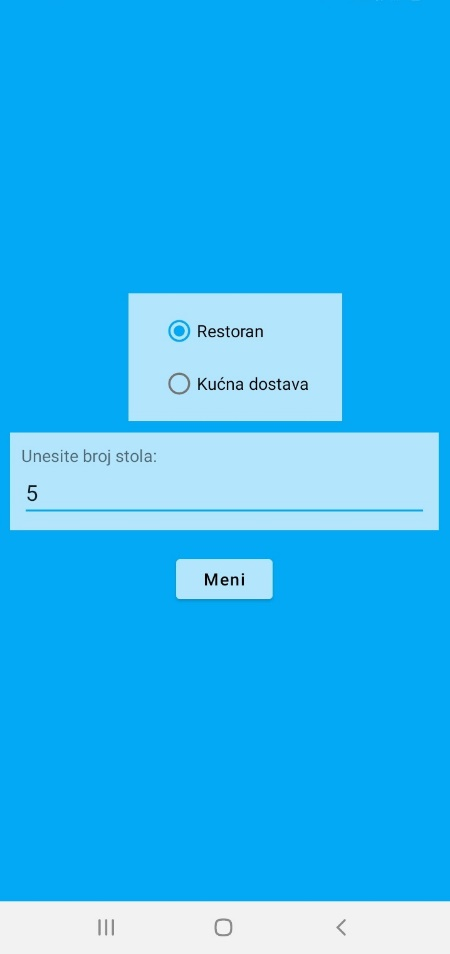 Restoran
Kućna dostava
Unesite broj stola:
5
Meni